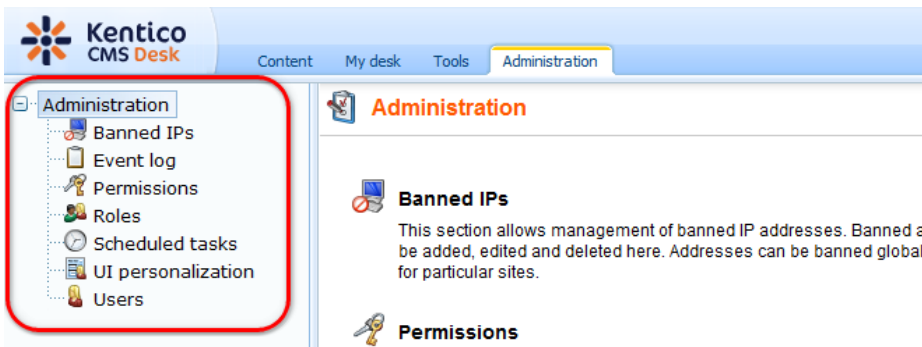 Kentico
CMS Desk
Content My desk Tools Administration
Administration
Banned IPs
Event log
Permissions
Roles
Scheduled tasks
UI personalization
Users
Administration
Banned IPs
This section allows management of banned IP addresses. Banned a
be added, edited and deleted here. Addresses can be banned global
for particular sites.
Permissions